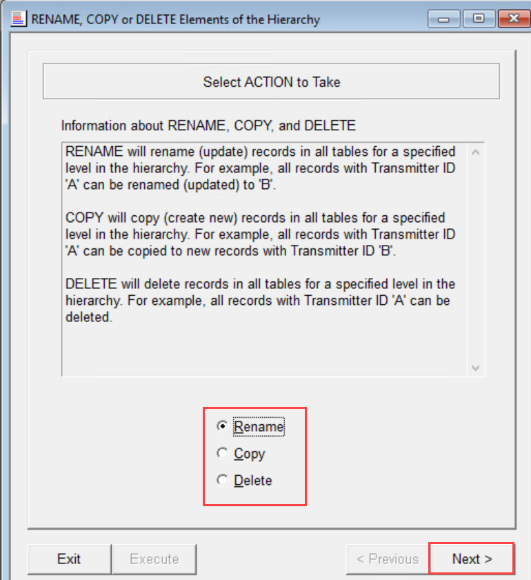 RENAME, COPY or DELETE Elements of the Hierarchy
Select ACTION to Take
Information about RENAME, COPY, and DELETE
RENAME will rename (update) records in all tables for a specified
level in the hierarchy. For example, all records with Transmitter ID
'A' can be renamed (updated) to 'B'.
COPY will copy (create new) records in all tables for a specified
level in the hierarchy. For example, all records with Transmitter ID
'A' can be copied to new records with Transmitter ID 'B'.
DELETE will delete records in all tables for a specified level in the
hierarchy. For example, all records with Transmitter ID 'A' can be
deleted.
Rename
Copy
Delete
Exit
Execute
< Previous
Next >